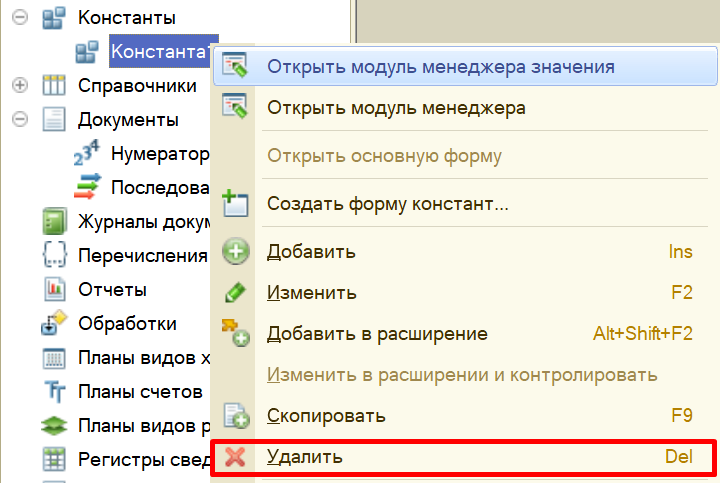 Константы
Константа1
Справочники
Документы
Нумератор
Последова
Журналы докум
Перечисления
Отчеты
Обработки
Планы видов х
Планы счетов
Планы видов р
Регистры свед
Открыть модуль менеджера значения
Открыть модуль менеджера
Открыть основную форму
Создать форму констант...
Добавить Ins
Изменить F2
Добавить в расширение Alt+Shift+F2
Изменить в расширении и контролировать
Скопировать F9
Удалить Del